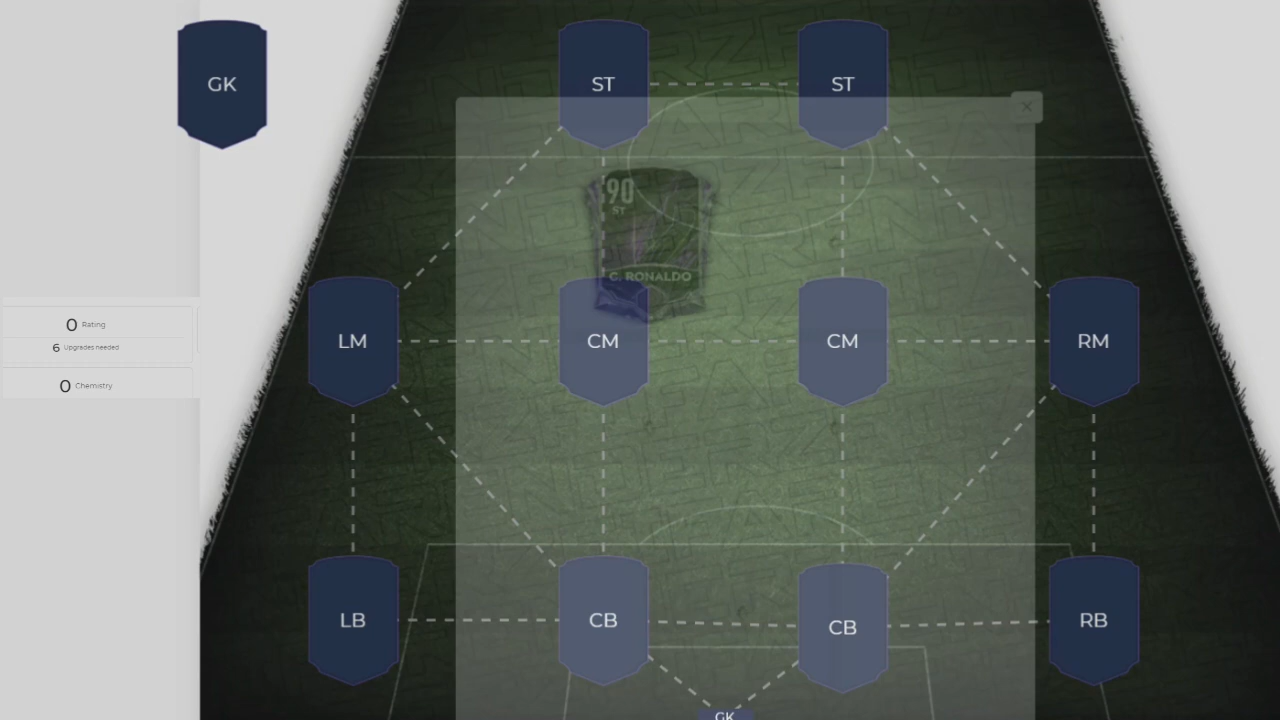 GK
ST
ST
90
ST
C. RONALDO
LM
CM
CM
RM
0 Rating
6 Upgrades needed
0 Chemistry
LB
CB
CB
RB
GK